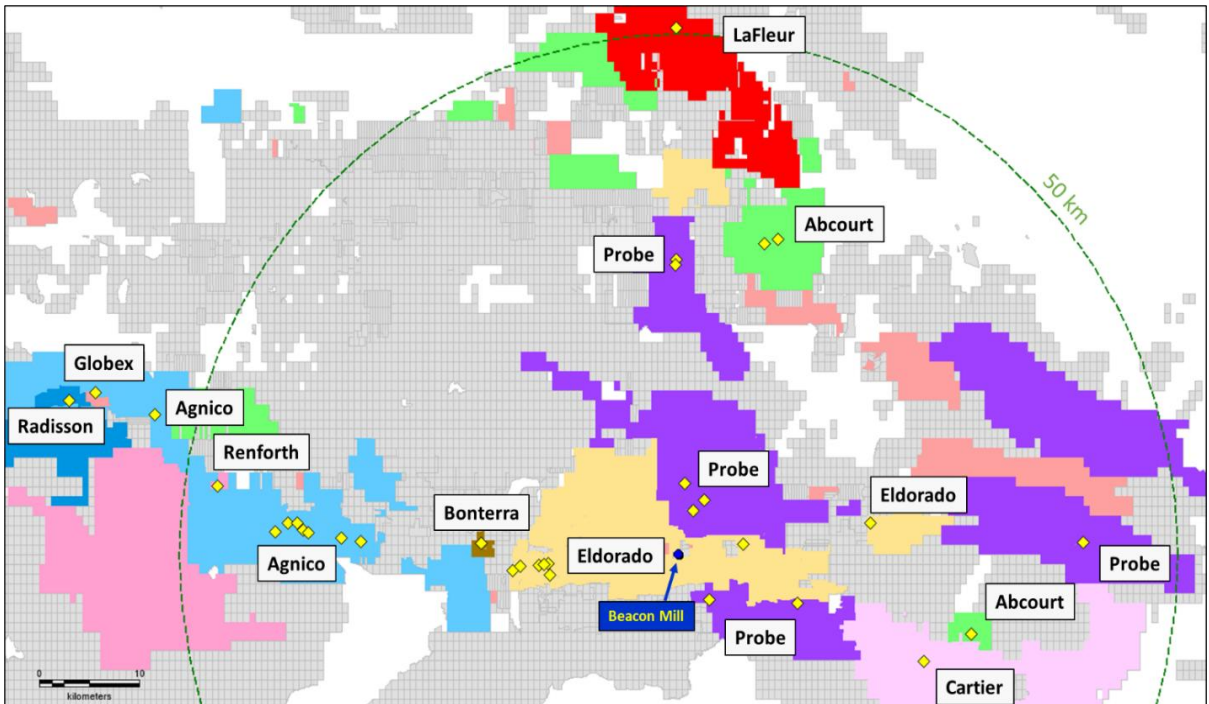 LaFleur
50 km
Abcourt
Probe
Globex
Agnico
Radisson
Renforth
Probe
Eldorado
Bonterra
Eldorado
Agnico
Probe
Beacon Mill
Abcourt
Probe
Cartier
0 10
kilometers